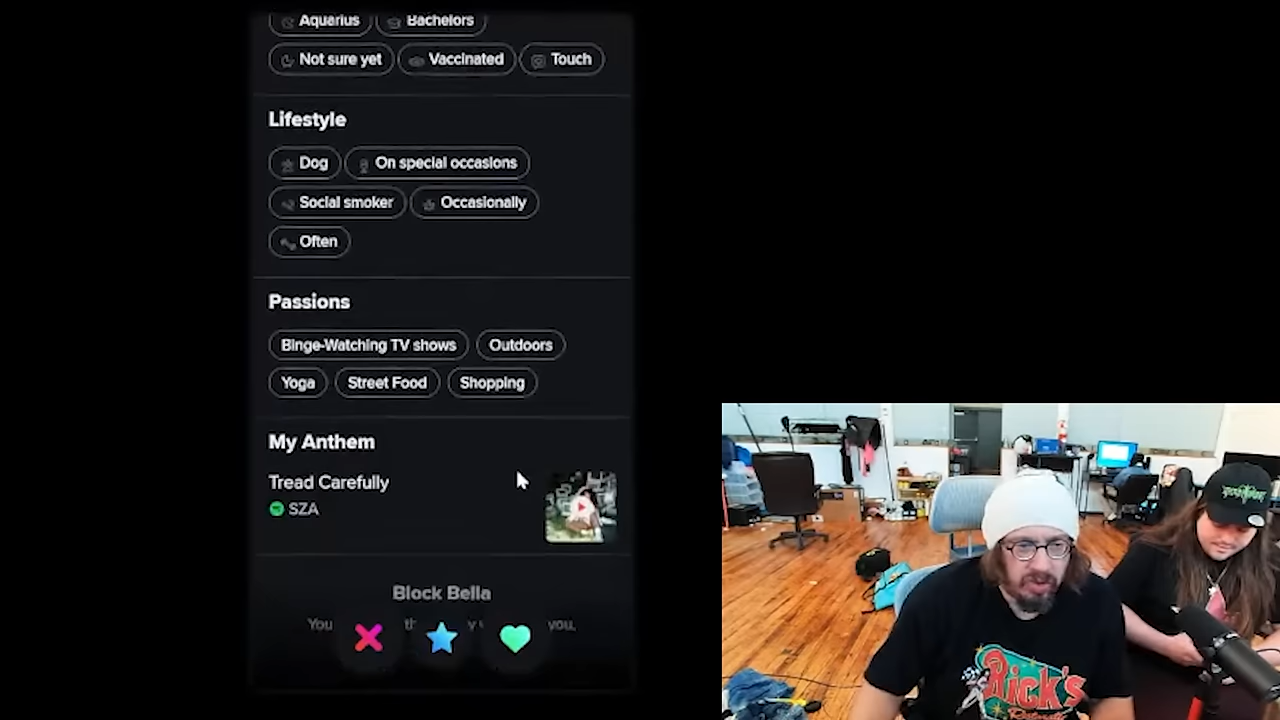 Aquarius Bachelors
Not sure yet Vaccinated Touch
Lifestyle
Dog On special occasions
Social smoker Occasionally
Often
Passions
Binge-Watching TV shows Outdoors
Yoga Street Food Shopping
My Anthem
Tread Carefully
SZA
Block Bella
You you.
Rick's